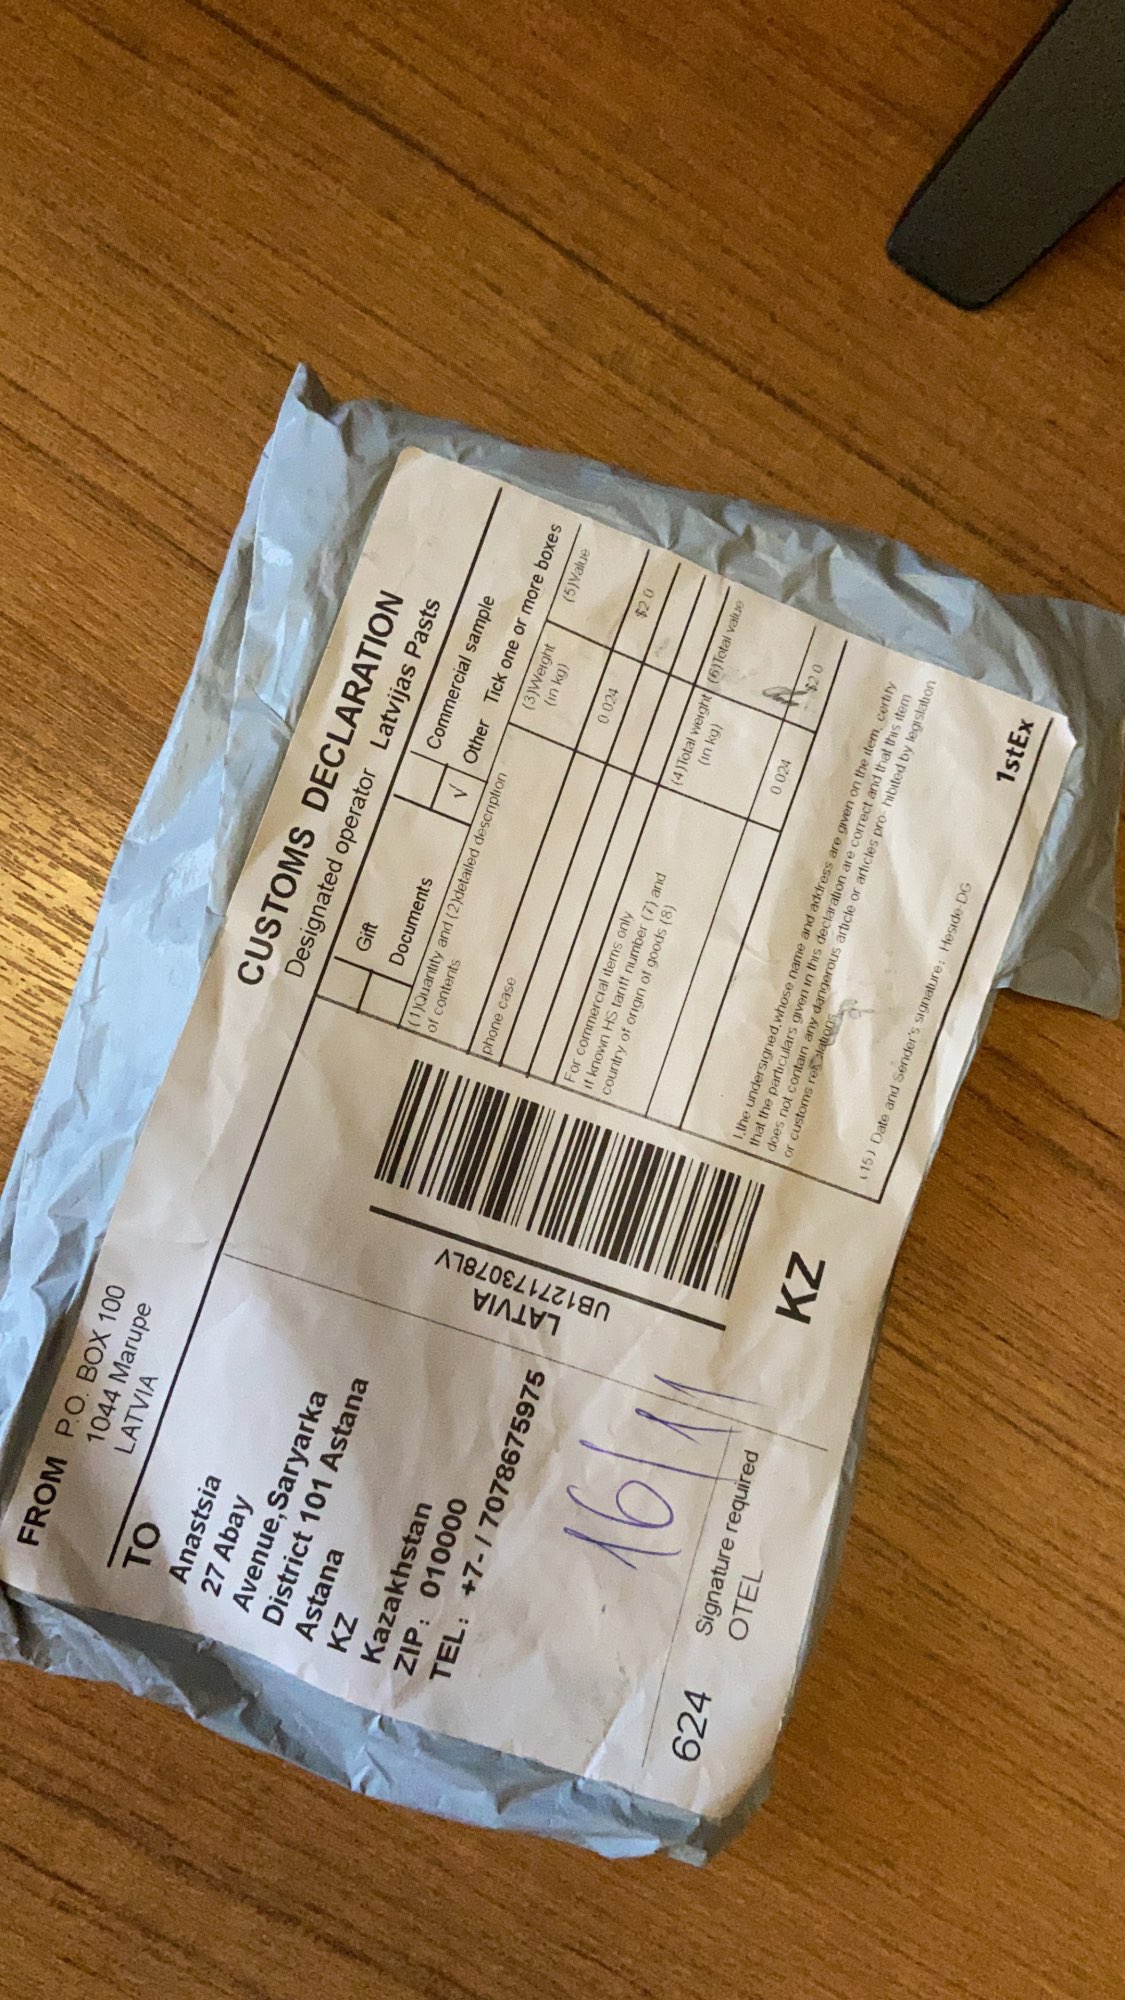 FROM P.O. BOX 100
1044 Marupe
LATVIA
TO
Anastsia
27 Abay
Avenue,Saryarka
District 101 Astana
Astana
KZ
Kazakhstan
ZIP: 010000
TEL: +7-17078675975
16/11
624
Signature required
OTEL
LATVIA
UB127173078LV
KZ
CUSTOMS DECLARATION
Designated operator Latvijas Pasts
Gift
Commercial sample
Documents
√ Other Tick one or more boxes
(1)Quantity and (2)detailed description
of contents
(3)Weight
(in kg)
(5)Value
phone case
0.024
$2.0
For commercial items only
If known HS tariff number (7) and
country of origin of goods (8)
(4)Total weight
(in kg)
(6)Total value
0.024
$2.0
I,the undersigned,whose name and address are given on the item, certify
that the particulars given in this declaration are correct and that this item
does not contain any dangerous article or articles pro- hibited by legislation
or customs regulations
(15) Date and Sender's signature: Heside-DG
1stEx